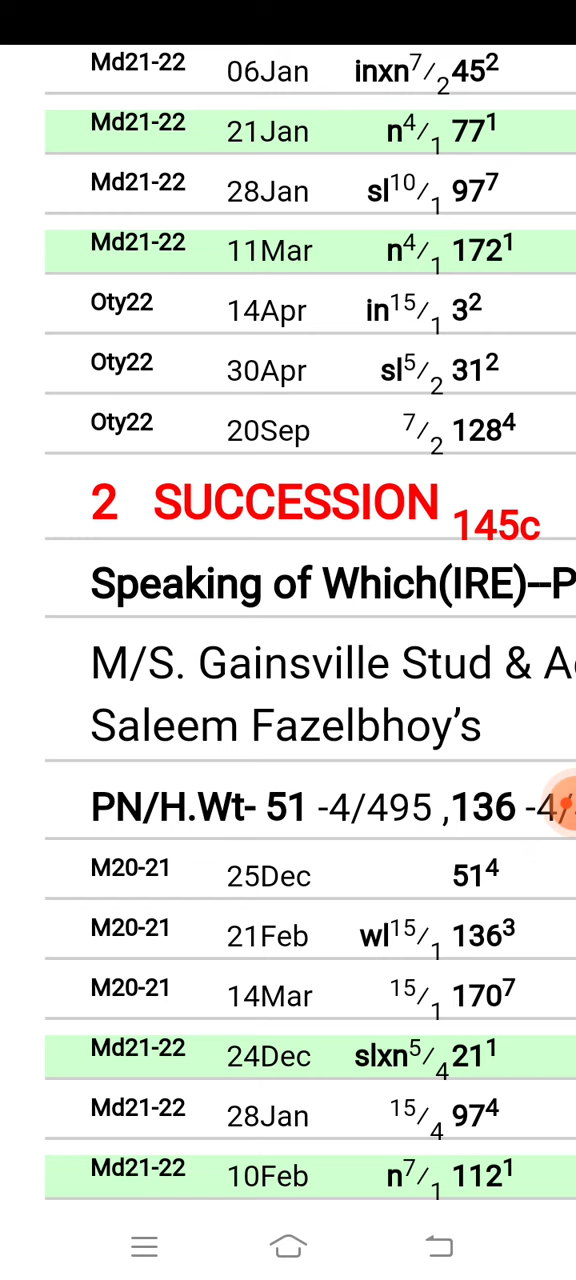 Md21-22 06Jan inxn7/2 45²
Md21-22 21Jan n4/1 77¹
Md21-22 28Jan sl10/1 97⁷
Md21-22 11Mar n4/1 172¹
Oty22 14Apr in15/1 3²
Oty22 30Apr sl5/2 31²
Oty22 20Sep 7/2 128⁴
2 SUCCESSION 145c
Speaking of Which(IRE)--P
M/S. Gainsville Stud & A
Saleem Fazelbhoy's
PN/H.Wt- 51 -4/495 ,136 -4/
M20-21 25Dec 51⁴
M20-21 21Feb wl15/1 136³
M20-21 14Mar 15/1 170⁷
Md21-22 24Dec slxn5/4 21¹
Md21-22 28Jan 15/4 97⁴
Md21-22 10Feb n7/1 112¹